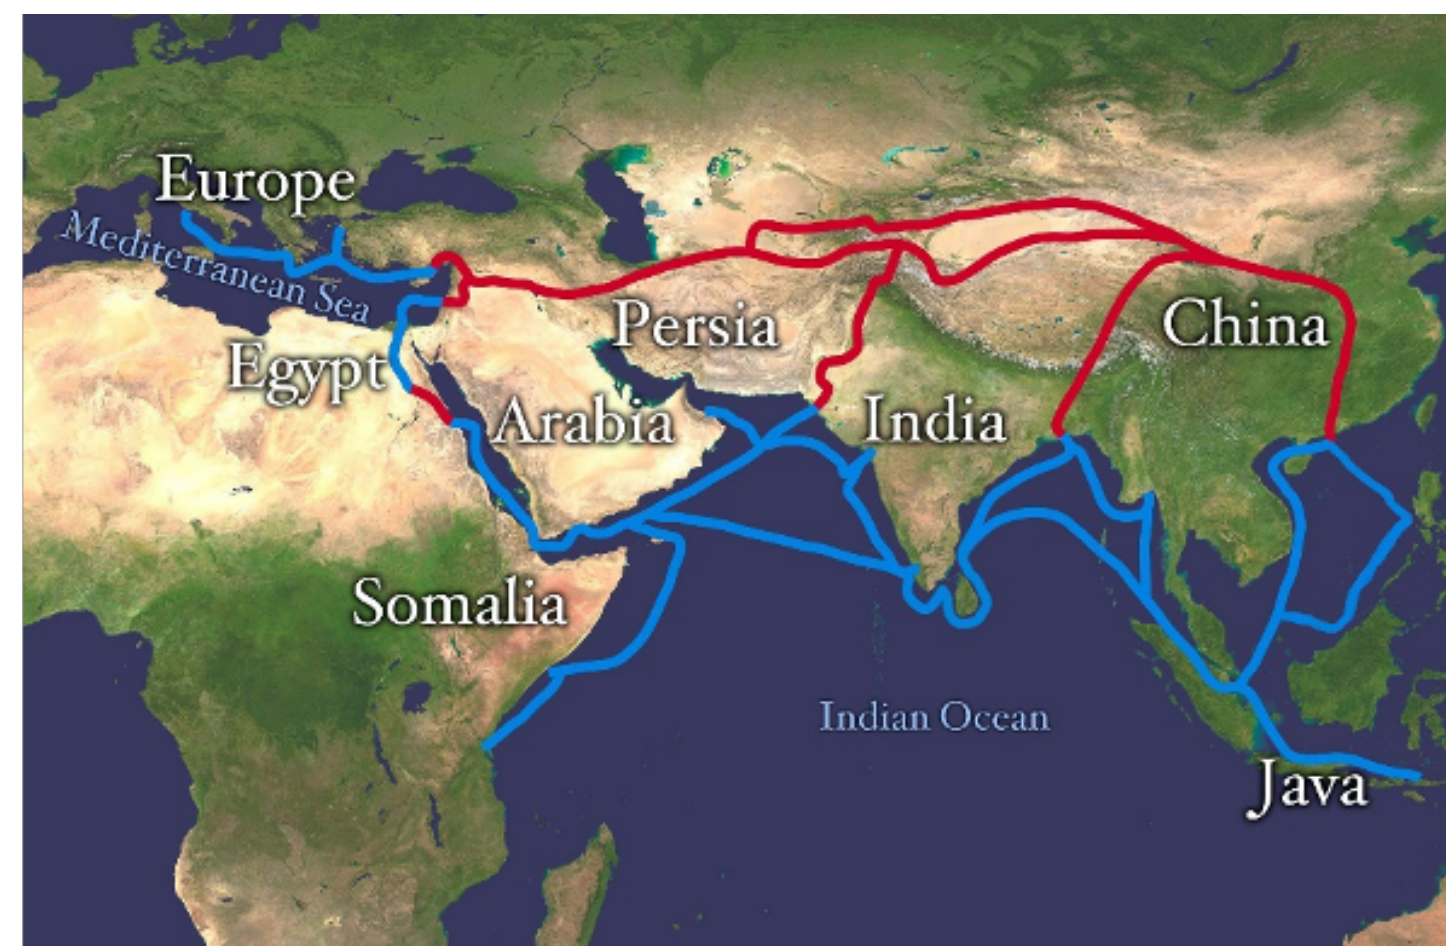 Europe
Mediterranean Sea
Egypt
Persia
China
Arabia
India
Somalia
Indian Ocean
Java